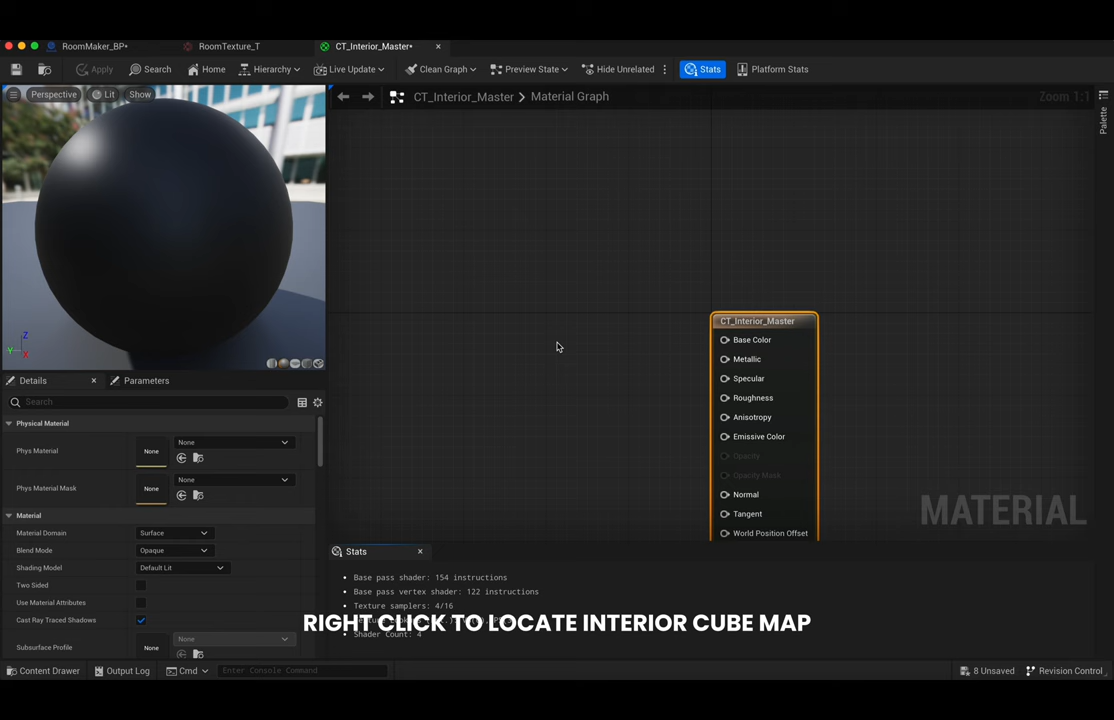 RoomMaker_BP•
RoomTexture_T
CT_Interior_Master•
Apply
Search
Home
Hierarchy
Live Update
Clean Graph
Preview State
Hide Unrelated
Stats
Platform Stats
Perspective
Lit
Show
CT_Interior_Master
Material Graph
Zoom 1:1
Palette
Z
Y
X
CT_Interior_Master
Base Color
Metallic
Specular
Roughness
Anisotropy
Emissive Color
Opacity
Opacity Mask
Normal
Tangent
World Position Offset
MATERIAL
Details
Parameters
Search
Physical Material
Phys Material
None
None
Phys Material Mask
None
None
Material
Material Domain
Surface
Blend Mode
Opaque
Shading Model
Default Lit
Two Sided
Use Material Attributes
Cast Ray Traced Shadows
Subsurface Profile
None
None
Stats
Base pass shader: 154 instructions
Base pass vertex shader: 122 instructions
Texture samplers: 4/16
RIGHT CLICK TO LOCATE INTERIOR CUBE MAP
Shader Count: 4
Content Drawer
Output Log
Cmd
Enter Console Command
8 Unsaved
Revision Control